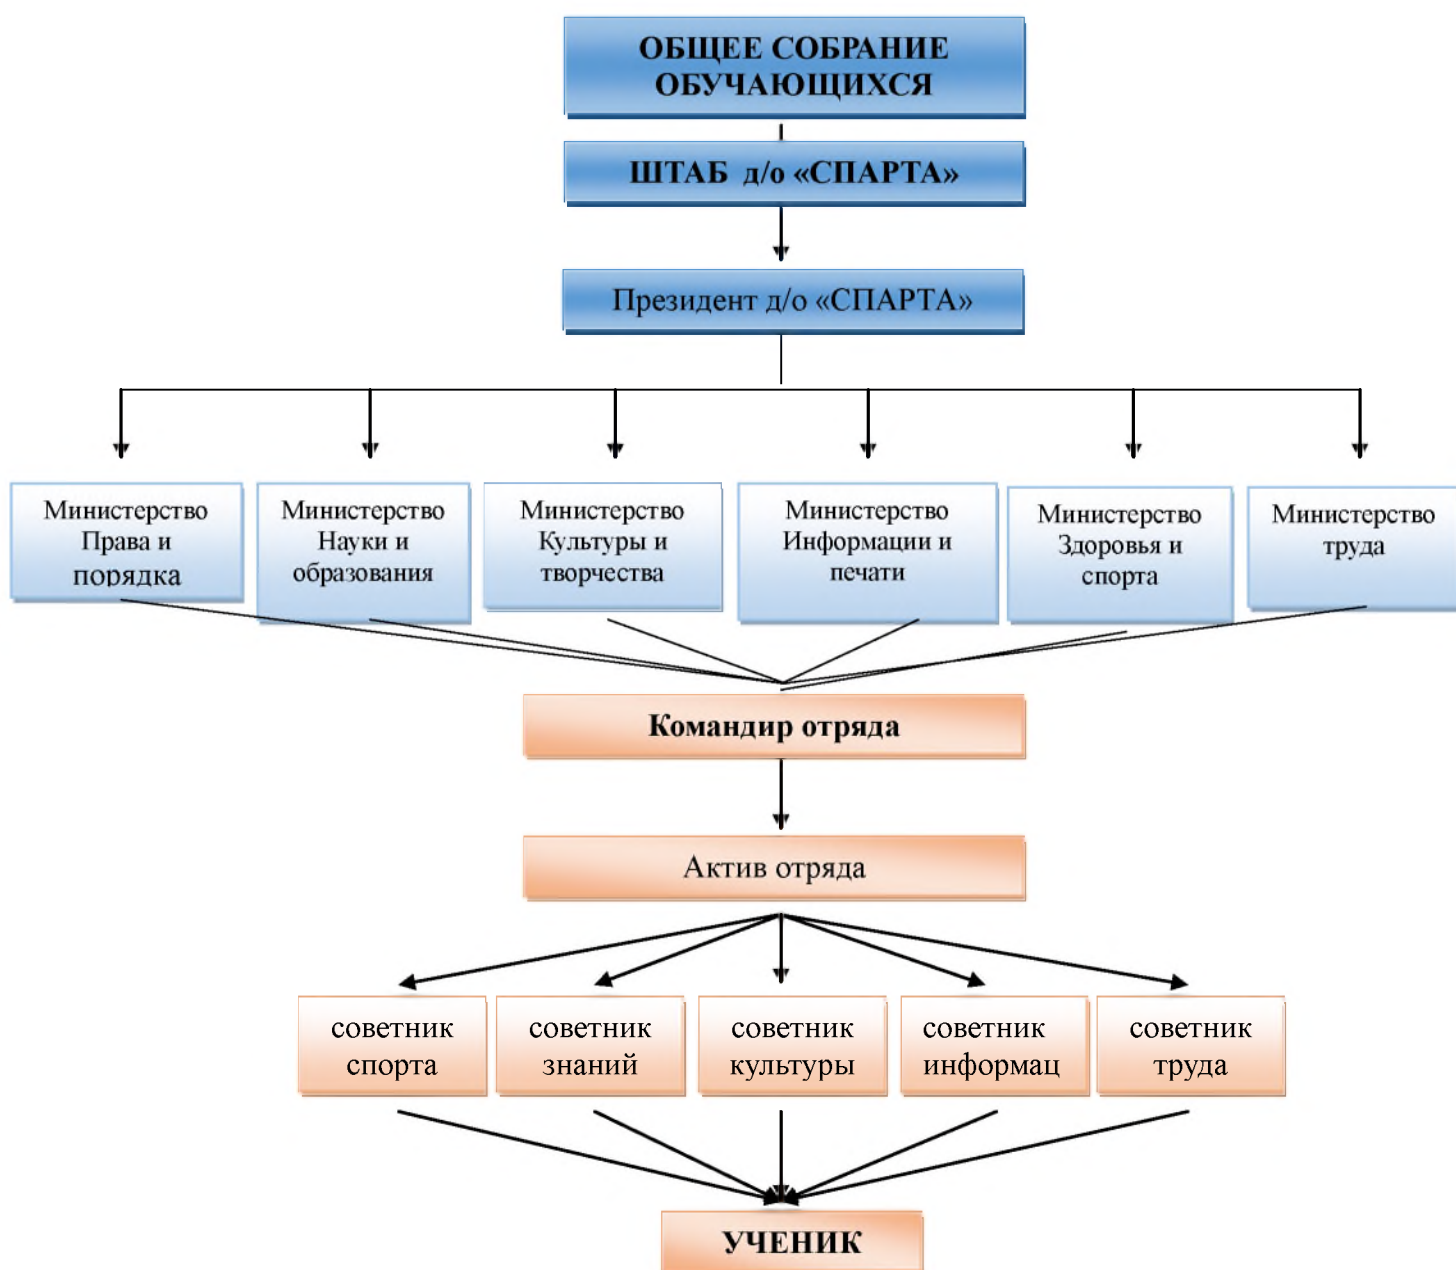 ОБЩЕЕ СОБРАНИЕ
ОБУЧАЮЩИХСЯ
ШТАБ д/о «СПАРТА»
Президент д/о «СПАРТА»
Министерство
Права и
порядка
Министерство
Науки и
образования
Министерство
Культуры и
творчества
Министерство
Информации и
печати
Министерство
Здоровья и
спорта
Министерство
труда
Командир отряда
Актив отряда
советник
спорта
советник
знаний
советник
культуры
советник
информац
советник
труда
УЧЕНИК